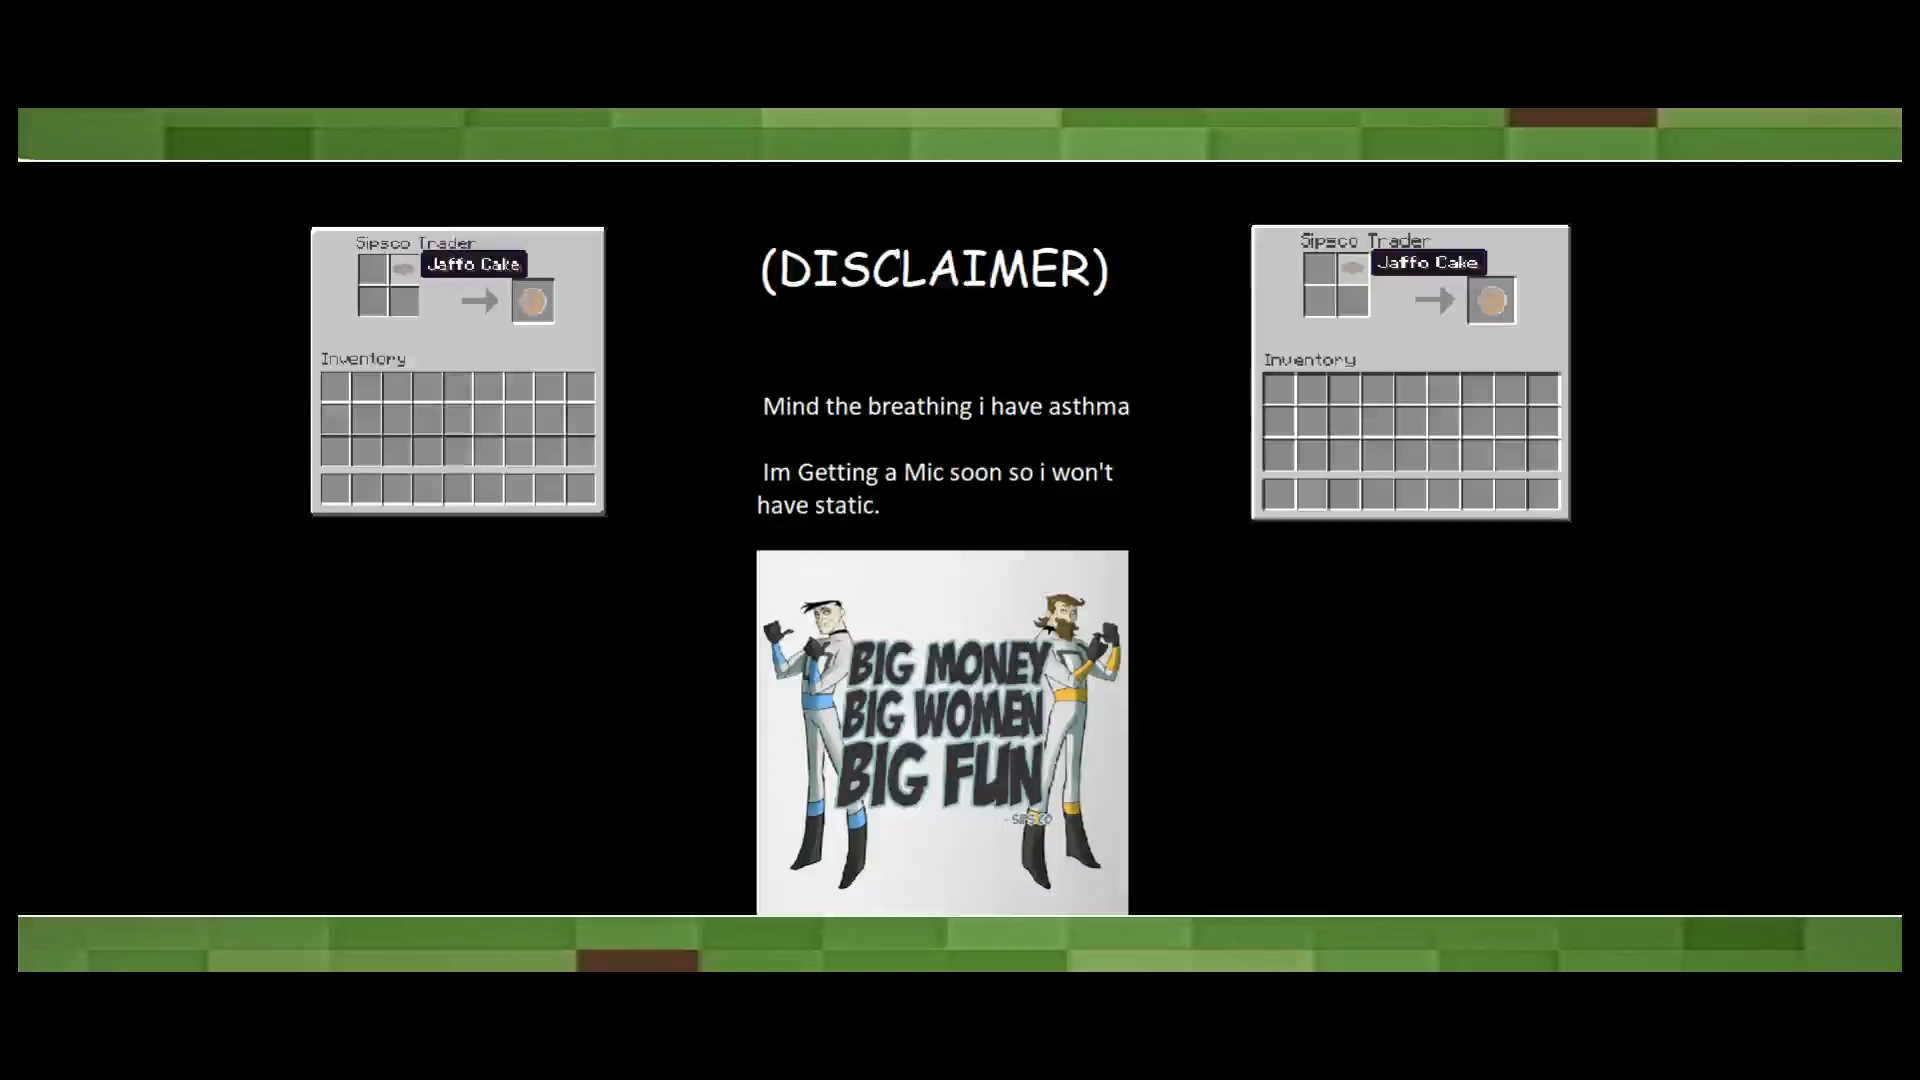 Sipsco Trader
Jaffo Cake
Inventory
(DISCLAIMER)
Mind the breathing i have asthma
Im Getting a Mic soon so i won't
have static.
Sipsco Trader
Jaffo Cake
Inventory
BIG MONEY
BIG WOMEN
BIG FUN
- SIPSCO